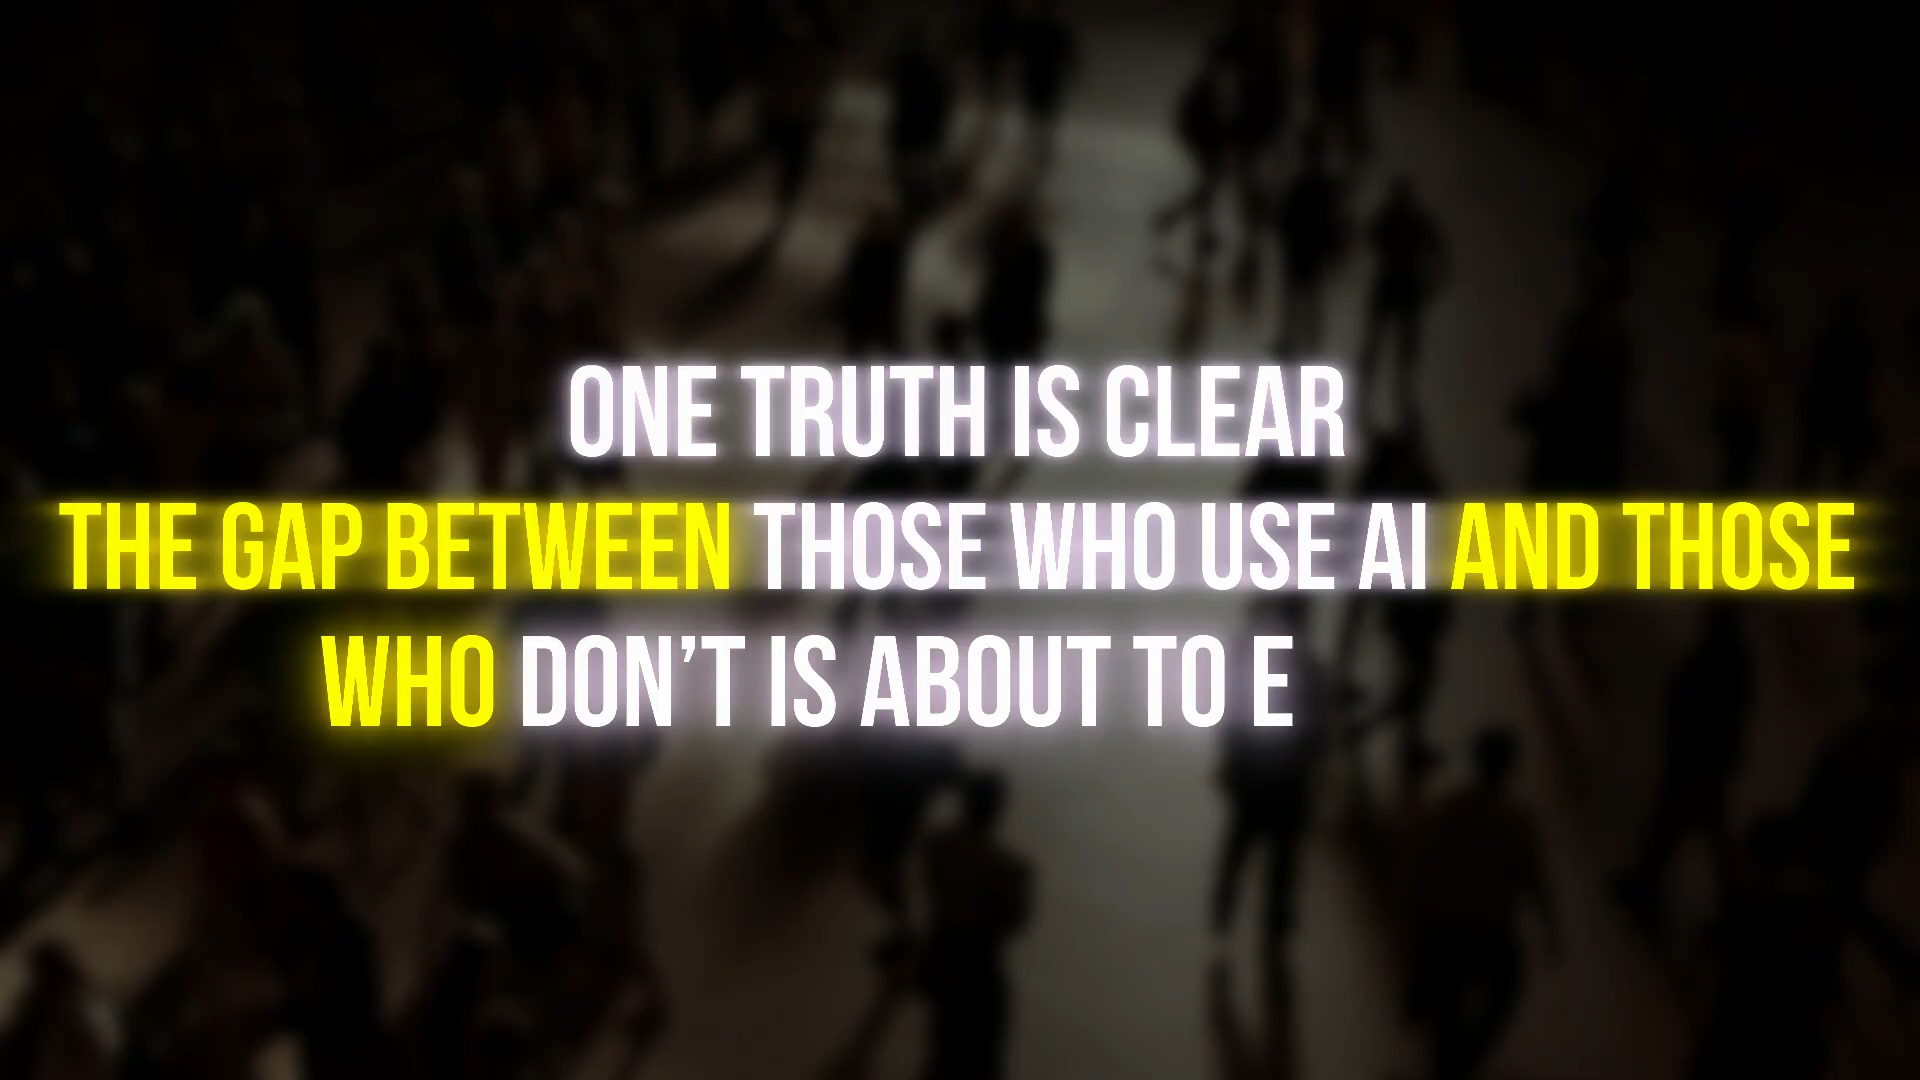 ONE TRUTH IS CLEAR
THE GAP BETWEEN THOSE WHO USE AI AND THOSE
WHO DON’T IS ABOUT TO E